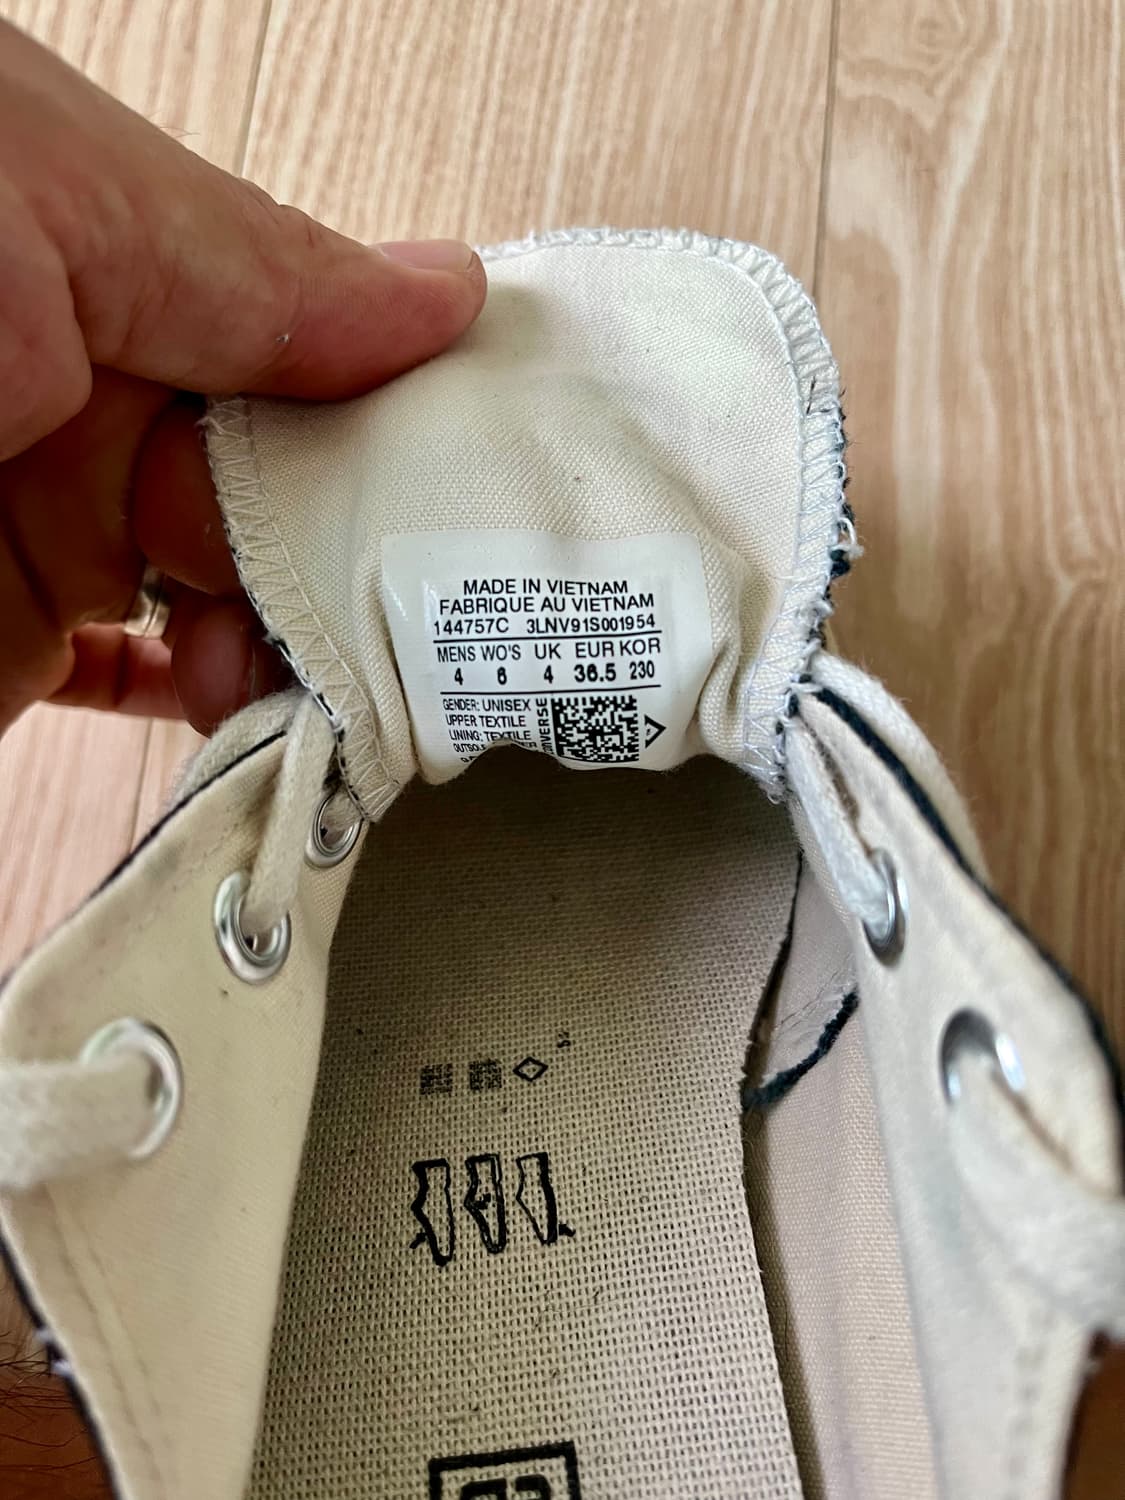 MADE IN VIETNAM
FABRIQUE AU VIETNAM
144757C 3LNV91S001954
MENS WO'S UK EUR KOR
4 6 4 36.5 230
GENDER: UNISEX
UPPER TEXTILE
LINING: TEXTILE
CONVERSE